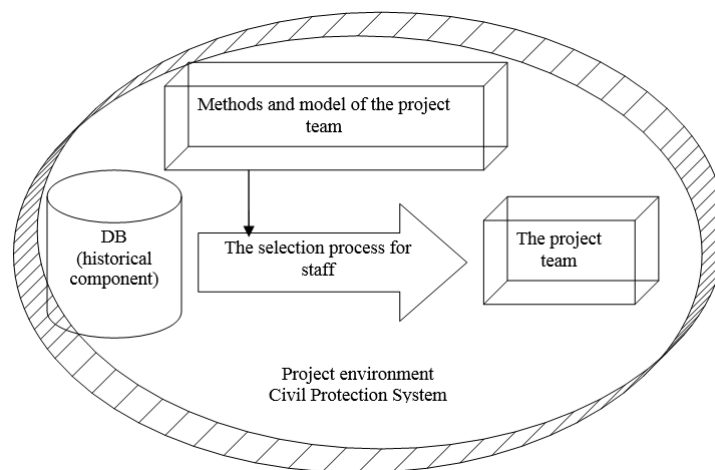 Methods and model of the project
team
DB
(historical
component)
The selection process for
staff
The project
team
Project environment
Civil Protection System